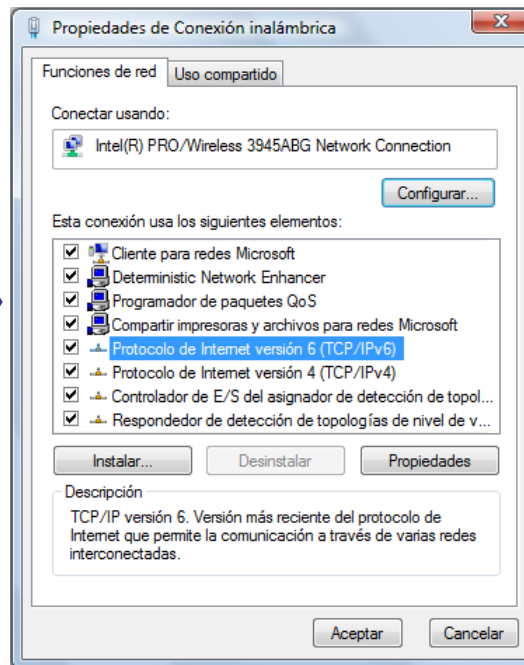 Propiedades de Conexión inalámbrica
Funciones de red
Uso compartido
Conectar usando:
Intel(R) PRO/Wireless 3945ABG Network Connection
Configurar...
Esta conexión usa los siguientes elementos:
Cliente para redes Microsoft
Deterministic Network Enhancer
Programador de paquetes QoS
Compartir impresoras y archivos para redes Microsoft
Protocolo de Internet versión 6 (TCP/IPv6)
Protocolo de Internet versión 4 (TCP/IPv4)
Controlador de E/S del asignador de detección de topol...
Respondedor de detección de topologías de nivel de v...
Instalar...
Desinstalar
Propiedades
Descripción
TCP/IP versión 6. Versión más reciente del protocolo de
Internet que permite la comunicación a través de varias redes
interconectadas.
Aceptar
Cancelar